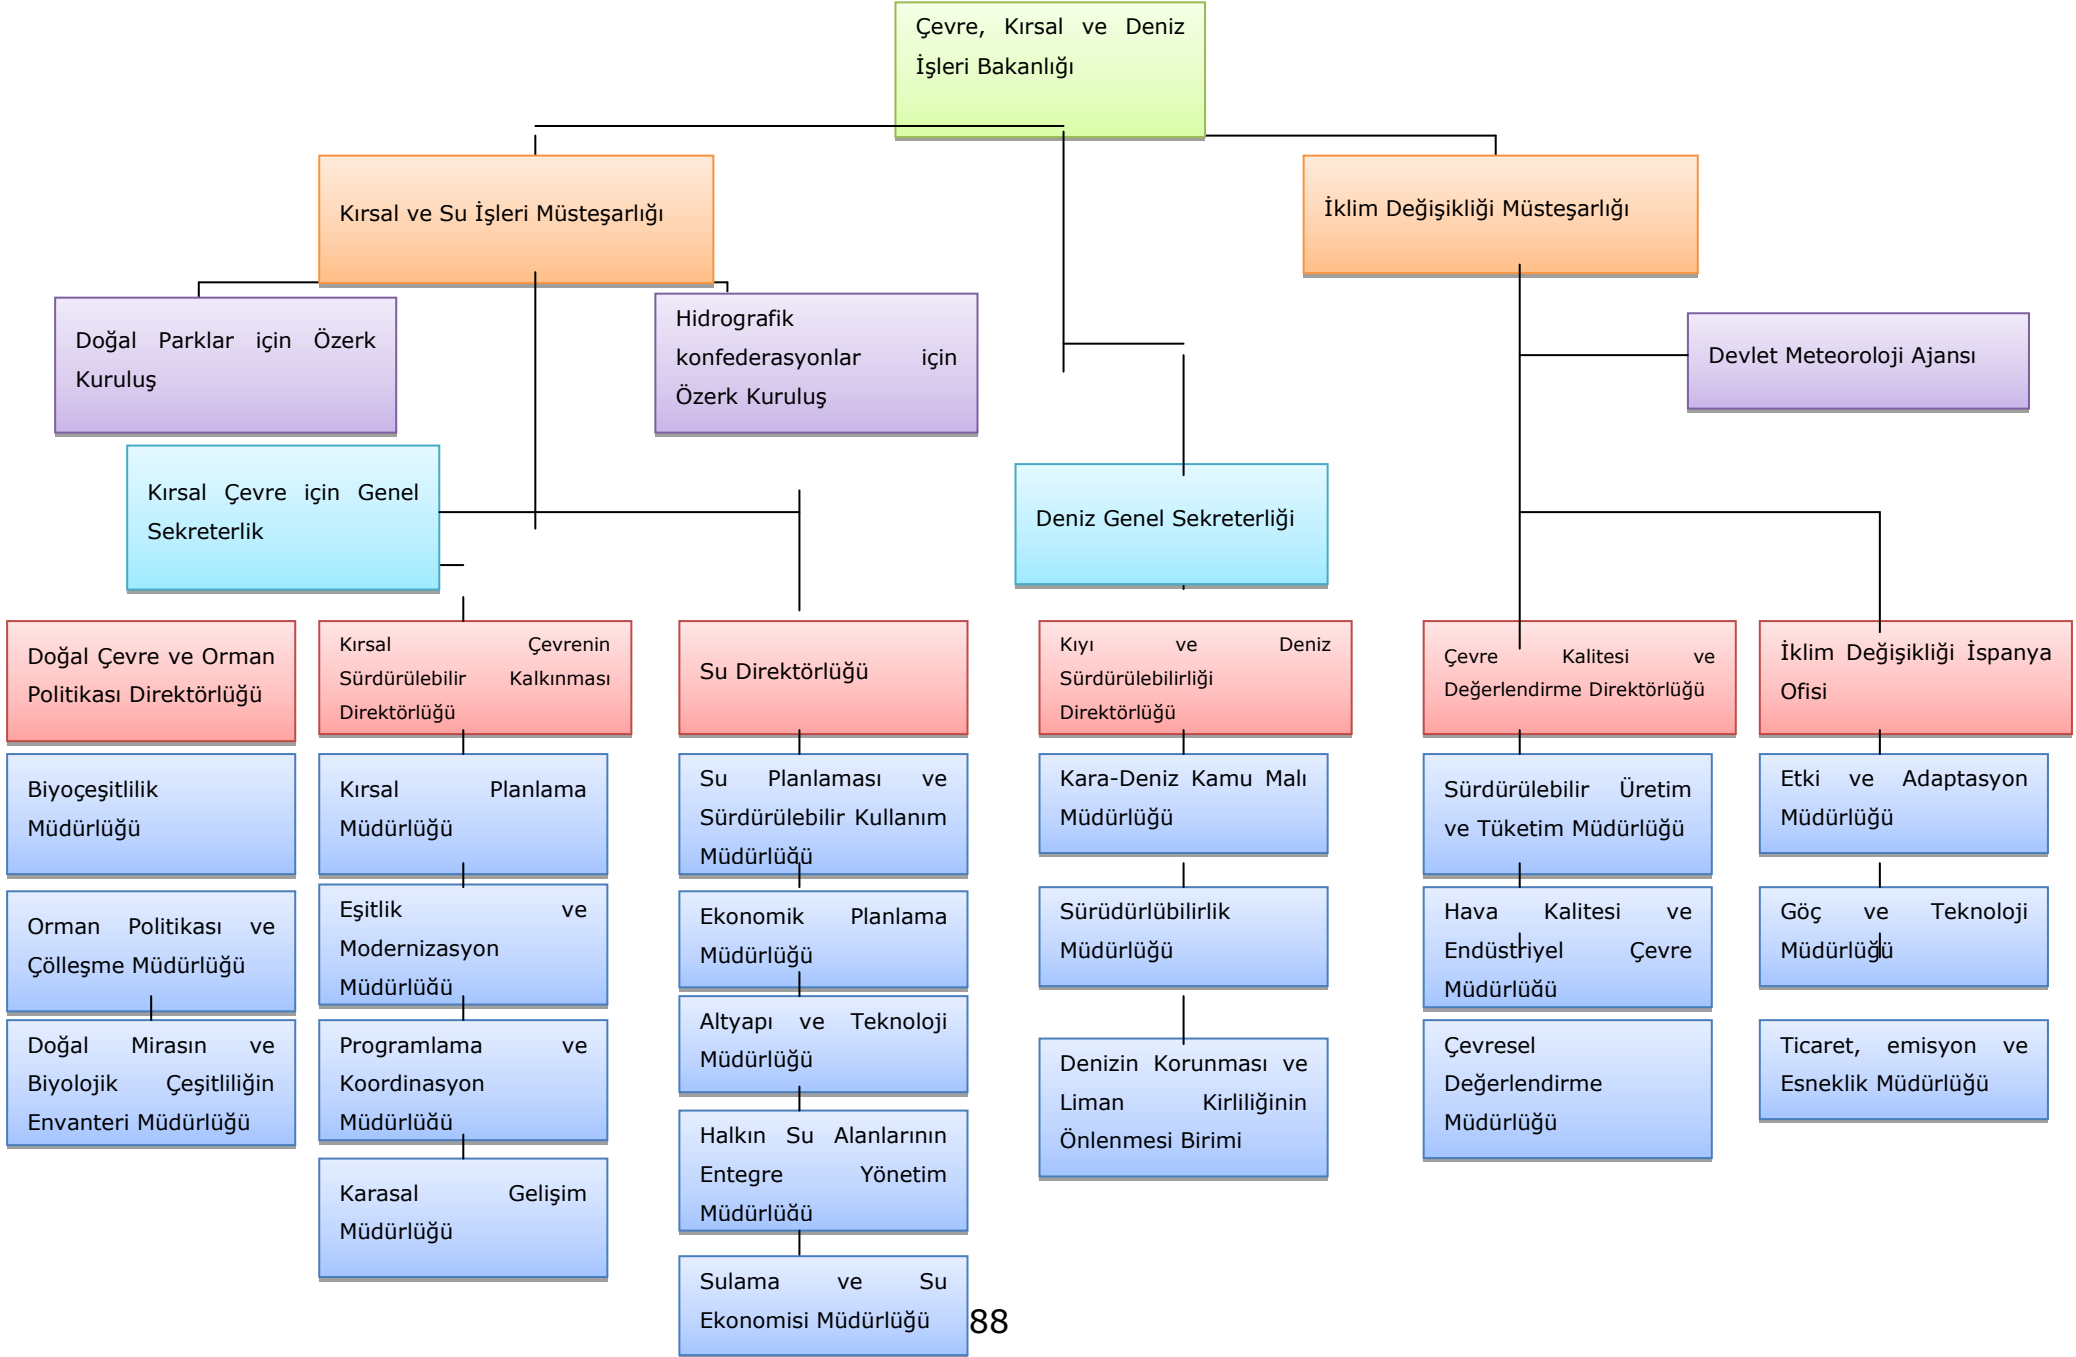 Çevre, Kırsal ve Deniz
İşleri Bakanlığı
Kırsal ve Su İşleri Müsteşarlığı
İklim Değişikliği Müsteşarlığı
Doğal Parklar için Özerk
Kuruluş
Hidrografik
konfederasyonlar için
Özerk Kuruluş
Devlet Meteoroloji Ajansı
Kırsal Çevre için Genel
Sekreterlik
Deniz Genel Sekreterliği
Doğal Çevre ve Orman
Politikası Direktörlüğü
Kırsal Çevrenin
Sürdürülebilir Kalkınması
Direktörlüğü
Su Direktörlüğü
Kıyı ve Deniz
Sürdürülebilirliği
Direktörlüğü
Çevre Kalitesi ve
Değerlendirme Direktörlüğü
İklim Değişikliği İspanya
Ofisi
Biyoçeşitlilik
Müdürlüğü
Kırsal Planlama
Müdürlüğü
Su Planlaması ve
Sürdürülebilir Kullanım
Müdürlüğü
Kara-Deniz Kamu Malı
Müdürlüğü
Sürdürülebilir Üretim
ve Tüketim Müdürlüğü
Etki ve Adaptasyon
Müdürlüğü
Orman Politikası ve
Çölleşme Müdürlüğü
Eşitlik ve
Modernizasyon
Müdürlüğü
Ekonomik Planlama
Müdürlüğü
Sürüdürlübilirlik
Müdürlüğü
Hava Kalitesi ve
Endüstriyel Çevre
Müdürlüğü
Göç ve Teknoloji
Müdürlüğü
Doğal Mirasın ve
Biyolojik Çeşitliliğin
Envanteri Müdürlüğü
Programlama ve
Koordinasyon
Müdürlüğü
Altyapı ve Teknoloji
Müdürlüğü
Denizin Korunması ve
Liman Kirliliğinin
Önlenmesi Birimi
Çevresel
Değerlendirme
Müdürlüğü
Ticaret, emisyon ve
Esneklik Müdürlüğü
Karasal Gelişim
Müdürlüğü
Halkın Su Alanlarının
Entegre Yönetim
Müdürlüğü
Sulama ve Su
Ekonomisi Müdürlüğü
88